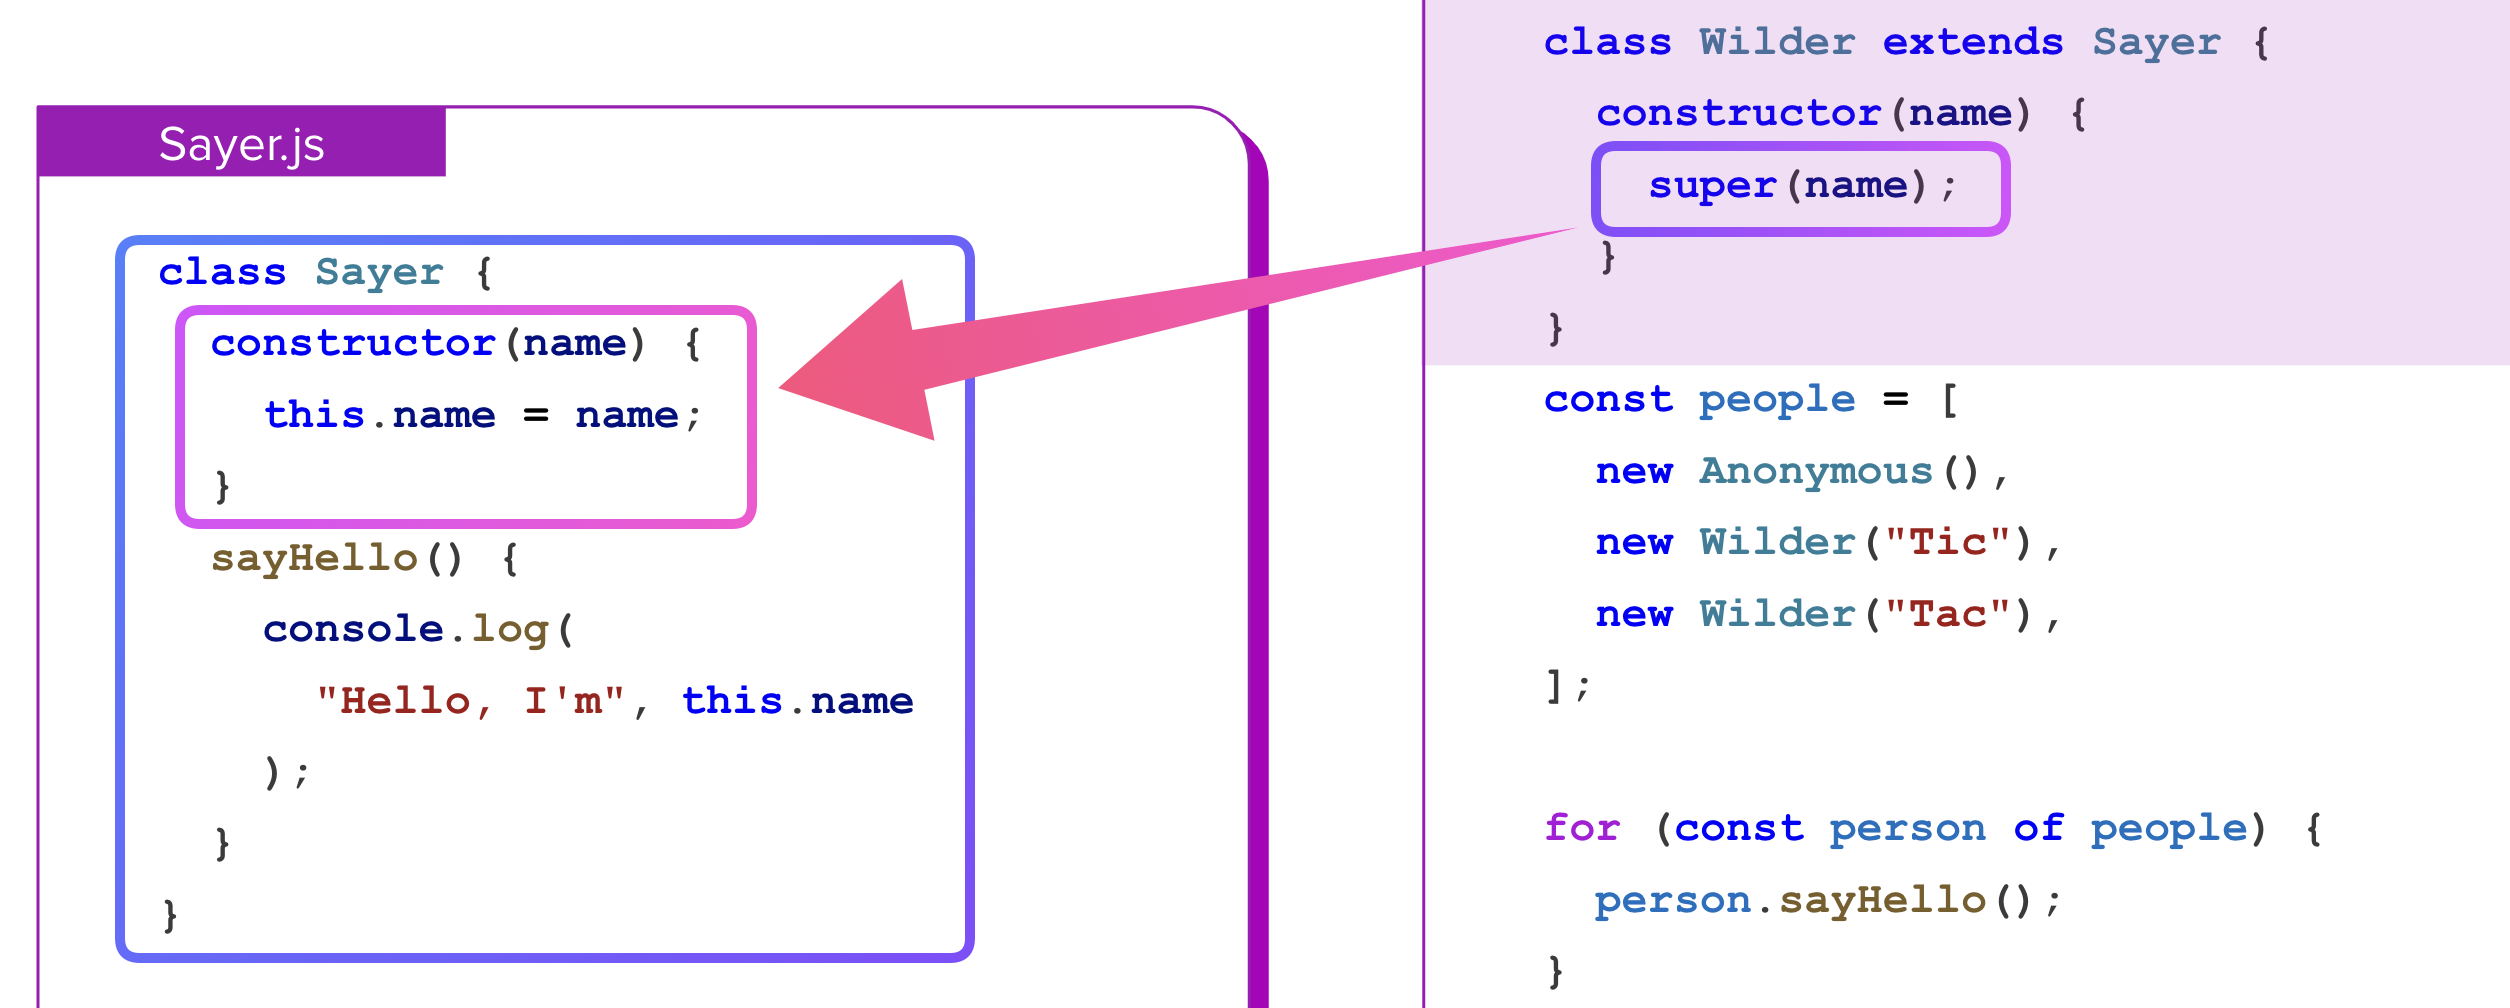 Sayer.js
class Sayer {
  constructor(name) {
    this.name = name;
  }
  sayHello() {
    console.log(
      "Hello, I'm", this.name
    );
  }
}
class Wilder extends Sayer {
  constructor(name) {
    super(name);
  }
}
const people = [
  new Anonymous(),
  new Wilder("Tic"),
  new Wilder("Tac"),
];
for (const person of people) {
  person.sayHello();
}